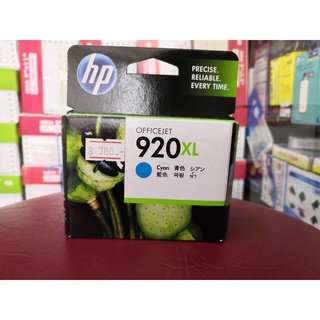 hp
PRECISE.
RELIABLE.
EVERY TIME.
OFFICEJET
920XL
Cyan 青色 シアン
藍色 파랑 ฟ้า